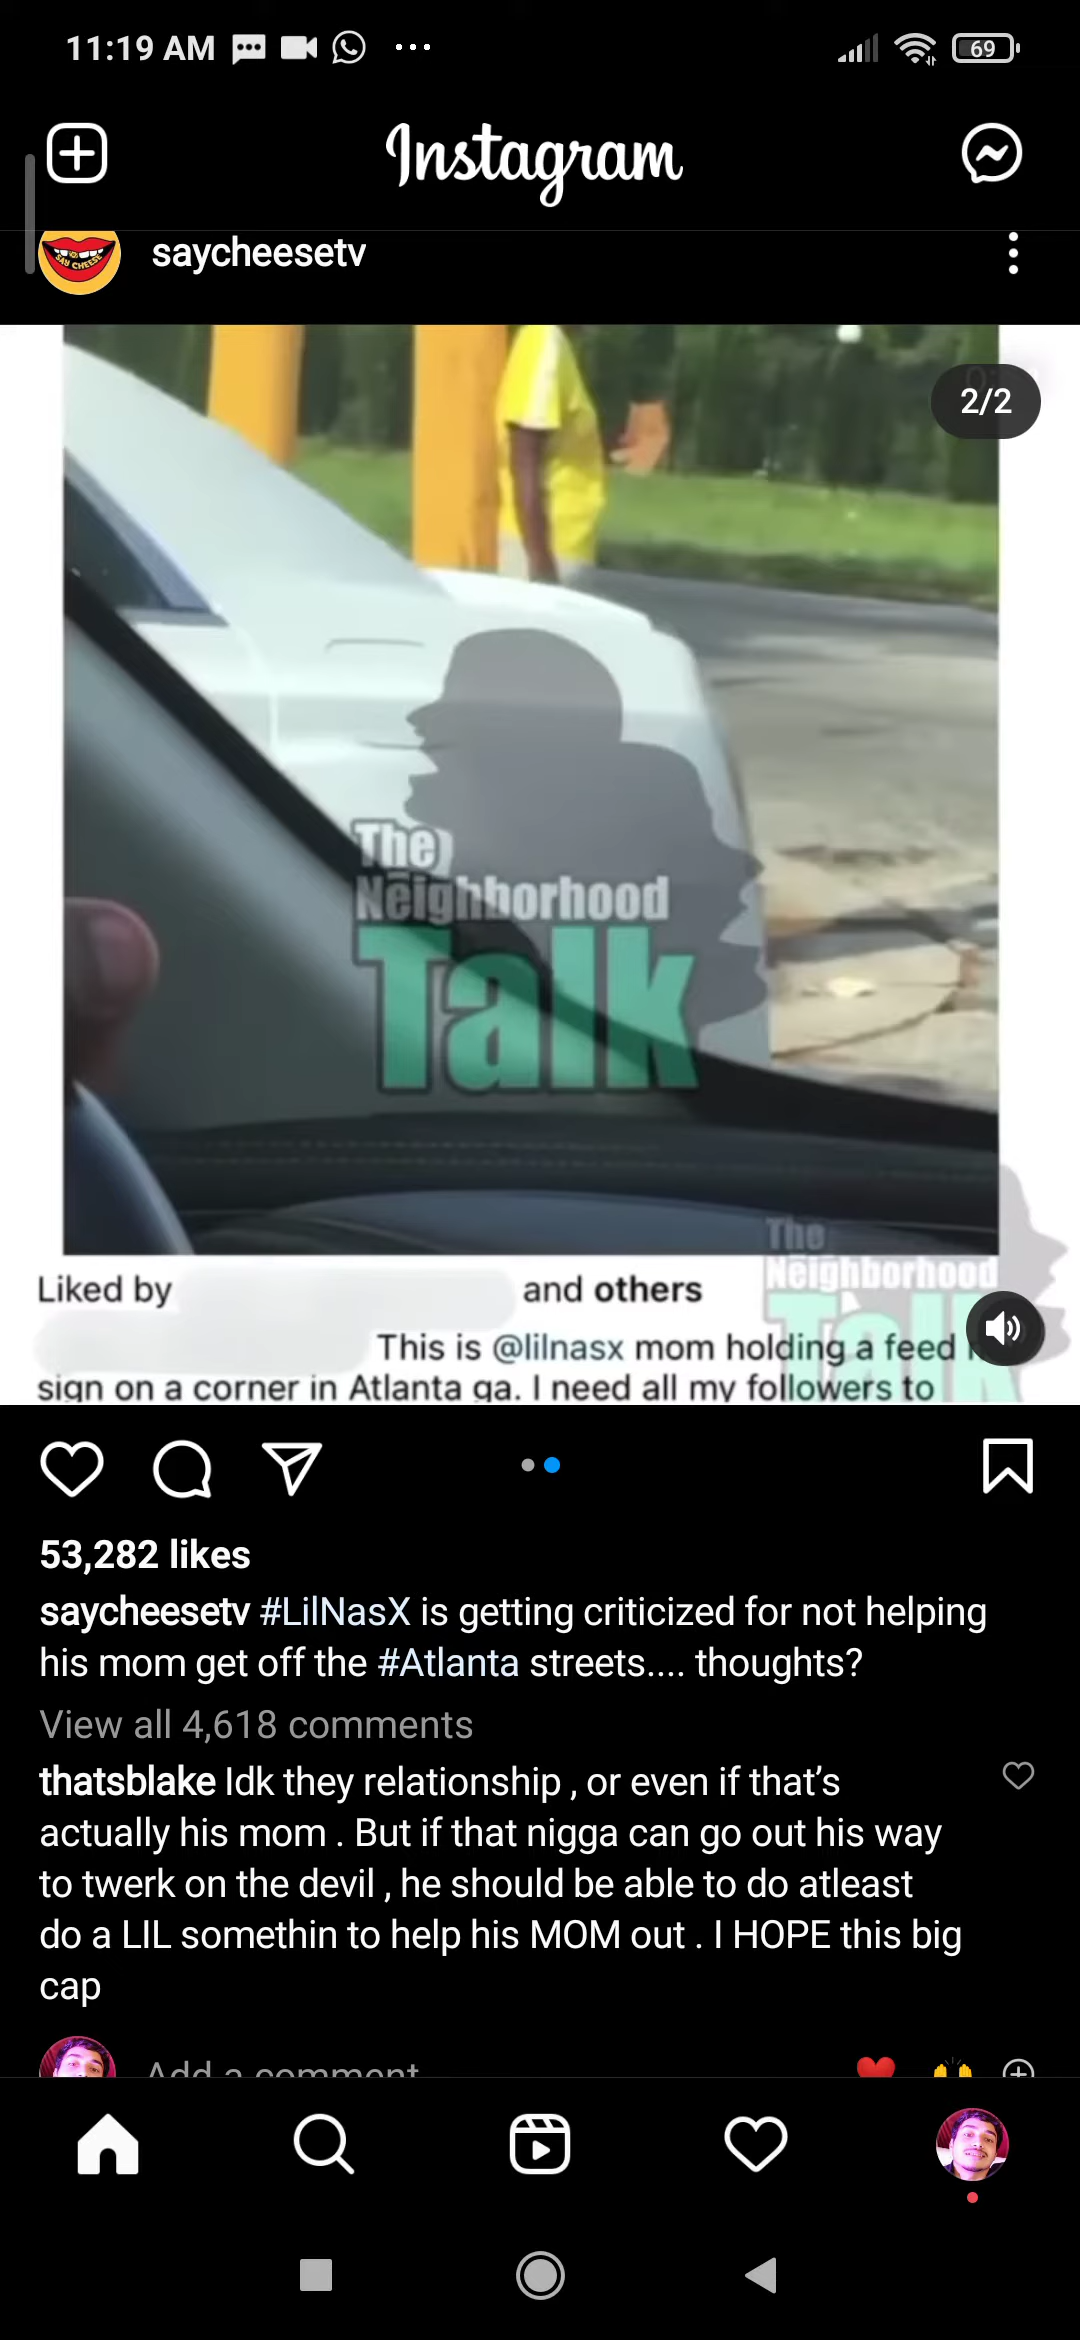 11:19 AM
69
Instagram
saycheesetv
SAY CHEESE
2/2
The
Neighborhood
Talk
The
Neighborhood
Talk
Liked by and others
This is @lilnasx mom holding a feed
sign on a corner in Atlanta ga. I need all my followers to
53,282 likes
saycheesetv #LilNasX is getting criticized for not helping
his mom get off the #Atlanta streets.... thoughts?
View all 4,618 comments
thatsblake Idk they relationship , or even if that’s
actually his mom . But if that nigga can go out his way
to twerk on the devil , he should be able to do atleast
do a LIL somethin to help his MOM out . I HOPE this big
cap
Add a comment